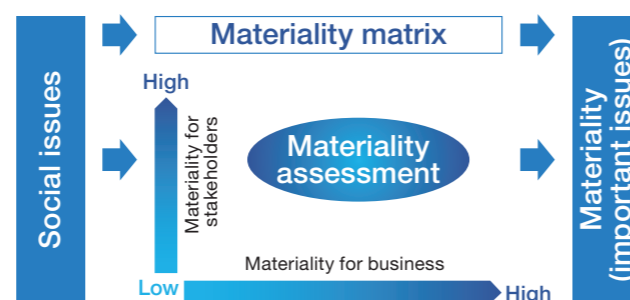 Social issues
Materiality matrix
High
Materiality for
stakeholders
Materiality
assessment
Materiality for business
Low
High
Materiality
(important issues)